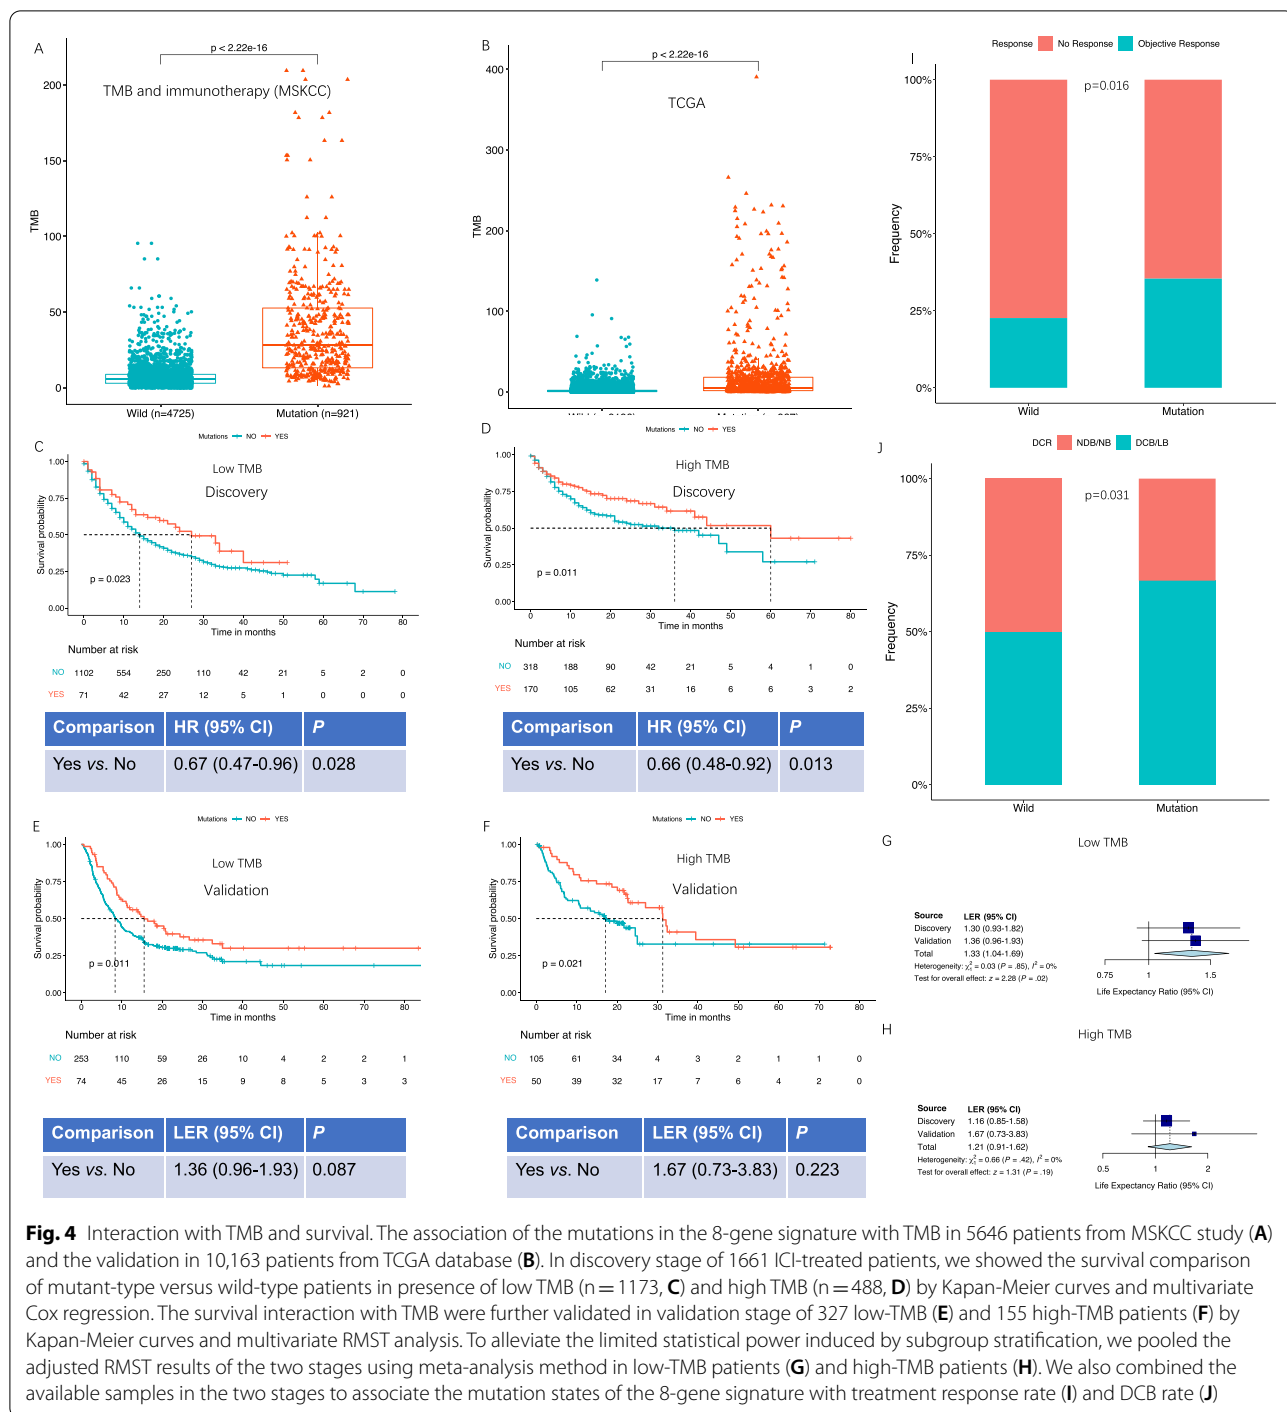 A
p < 2.22e-16
TMB and immunotherapy (MSKCC)
TMB
200
150
100
50
0
Wild (n=4725)
Mutation (n=921)
B
p < 2.22e-16
TCGA
TMB
400
300
200
100
0
I
Response No Response Objective Response
p=0.016
Frequency
100%
75%
50%
25%
0%
Wild
Mutation
C
Mutations NO YES
Low TMB
Discovery
Survival probability
1.00
0.75
0.50
0.25
0.00
p = 0.023
0 10 20 30 40 50 60 70 80
Time in months
Number at risk
NO 1102 554 250 110 42 21 5 2 0
YES 71 42 27 12 5 1 0 0 0
Comparison HR (95% CI) P
Yes vs. No 0.67 (0.47-0.96) 0.028
D
Mutations NO YES
High TMB
Discovery
Survival probability
1.00
0.75
0.50
0.25
0.00
p = 0.011
0 10 20 30 40 50 60 70 80
Time in months
Number at risk
NO 318 188 90 42 21 5 4 1 0
YES 170 105 62 31 16 6 6 3 2
Comparison HR (95% CI) P
Yes vs. No 0.66 (0.48-0.92) 0.013
J
DCR NDB/NB DCB/LB
p=0.031
Frequency
100%
75%
50%
25%
0%
Wild
Mutation
E
Mutations NO YES
Low TMB
Validation
Survival probability
1.00
0.75
0.50
0.25
0.00
p = 0.011
0 10 20 30 40 50 60 70 80
Time in months
Number at risk
NO 253 110 59 26 10 4 2 2 1
YES 74 45 26 15 9 8 5 3 3
Comparison LER (95% CI) P
Yes vs. No 1.36 (0.96-1.93) 0.087
F
Mutations NO YES
High TMB
Validation
Survival probability
1.00
0.75
0.50
0.25
0.00
p = 0.021
0 10 20 30 40 50 60 70 80
Time in months
Number at risk
NO 105 61 34 4 3 2 1 1 0
YES 50 39 32 17 7 6 4 2 0
Comparison LER (95% CI) P
Yes vs. No 1.67 (0.73-3.83) 0.223
G
Low TMB
Source LER (95% CI)
Discovery 1.30 (0.93-1.82)
Validation 1.36 (0.96-1.93)
Total 1.33 (1.04-1.69)
Heterogeneity: χ²₁ = 0.03 (P = .85), I² = 0%
Test for overall effect: z = 2.28 (P = .02)
0.75 1 1.5
Life Expectancy Ratio (95% CI)
H
High TMB
Source LER (95% CI)
Discovery 1.16 (0.85-1.58)
Validation 1.67 (0.73-3.83)
Total 1.21 (0.91-1.62)
Heterogeneity: χ²₁ = 0.66 (P = .42), I² = 0%
Test for overall effect: z = 1.31 (P = .19)
0.5 1 2
Life Expectancy Ratio (95% CI)
Fig. 4 Interaction with TMB and survival. The association of the mutations in the 8-gene signature with TMB in 5646 patients from MSKCC study (A)
and the validation in 10,163 patients from TCGA database (B). In discovery stage of 1661 ICI-treated patients, we showed the survival comparison
of mutant-type versus wild-type patients in presence of low TMB (n = 1173, C) and high TMB (n = 488, D) by Kapan-Meier curves and multivariate
Cox regression. The survival interaction with TMB were further validated in validation stage of 327 low-TMB (E) and 155 high-TMB patients (F) by
Kapan-Meier curves and multivariate RMST analysis. To alleviate the limited statistical power induced by subgroup stratification, we pooled the
adjusted RMST results of the two stages using meta-analysis method in low-TMB patients (G) and high-TMB patients (H). We also combined the
available samples in the two stages to associate the mutation states of the 8-gene signature with treatment response rate (I) and DCB rate (J)